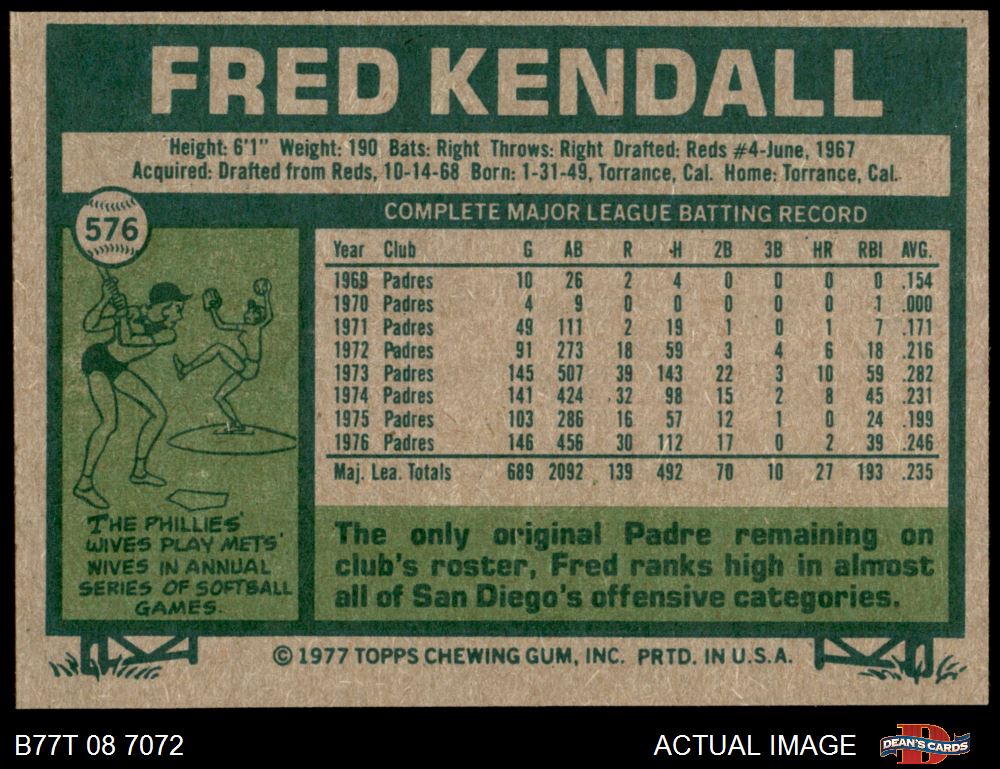 FRED KENDALL
Height: 6'1" Weight: 190 Bats: Right Throws: Right Drafted: Reds #4-June, 1967
Acquired: Drafted from Reds, 10-14-68 Born: 1-31-49, Torrance, Cal. Home: Torrance, Cal.
576
COMPLETE MAJOR LEAGUE BATTING RECORD
Year Club G AB R H 2B 3B HR RBI AVG.
1969 Padres 10 26 2 4 0 0 0 0 .154
1970 Padres 4 9 0 0 0 0 0 1 .000
1971 Padres 49 111 2 19 1 0 1 7 .171
1972 Padres 91 273 18 59 3 4 6 18 .216
1973 Padres 145 507 39 143 22 3 10 59 .282
1974 Padres 141 424 32 98 15 2 8 45 .231
1975 Padres 103 286 16 57 12 1 0 24 .199
1976 Padres 146 456 30 112 17 0 2 39 .246
Maj. Lea. Totals 689 2092 139 492 70 10 27 193 .235
THE PHILLIES'
WIVES PLAY METS'
WIVES IN ANNUAL
SERIES OF SOFTBALL
GAMES.
The only original Padre remaining on
club's roster, Fred ranks high in almost
all of San Diego's offensive categories.
© 1977 TOPPS CHEWING GUM, INC. PRTD. IN U.S.A.
B77T 08 7072
ACTUAL IMAGE
DEAN'S CARDS